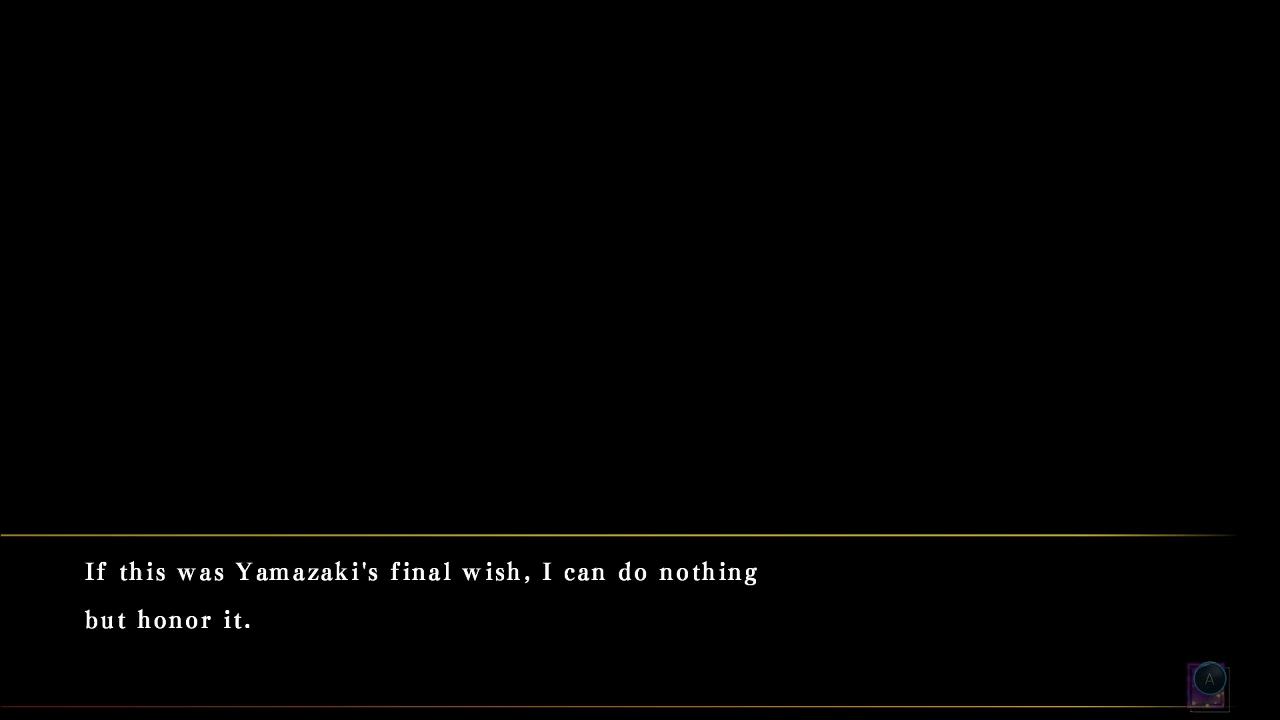 If this was Yamazaki's final wish, I can do nothing
but honor it.
A